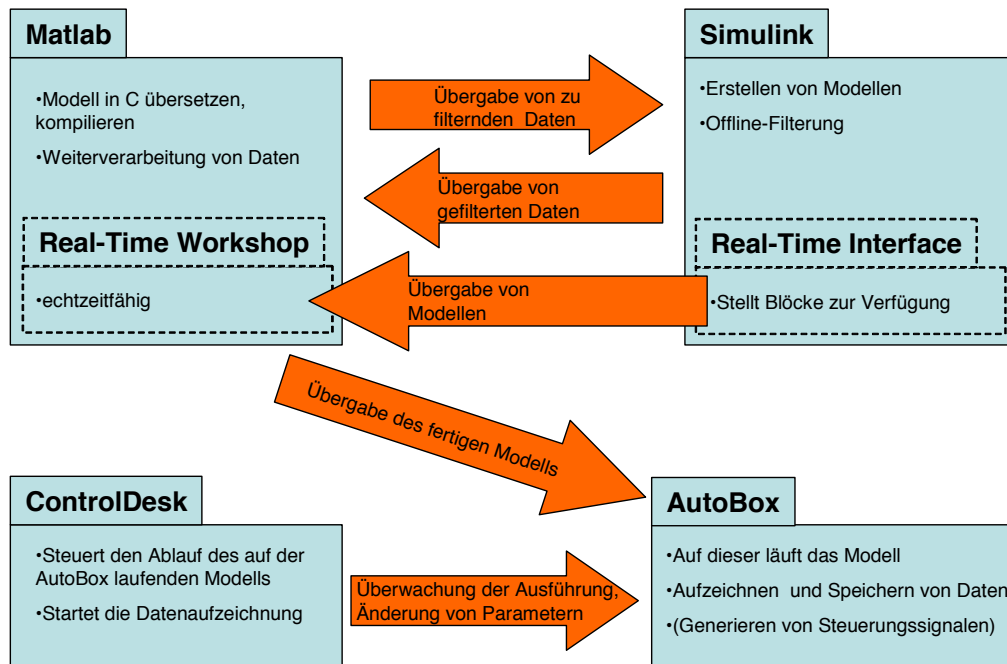 Matlab
•Modell in C übersetzen,
kompilieren
•Weiterverarbeitung von Daten
Real-Time Workshop
•echtzeitfähig
Übergabe von zu
filternden Daten
Übergabe von
gefilterten Daten
Übergabe von
Modellen
Simulink
•Erstellen von Modellen
•Offline-Filterung
Real-Time Interface
•Stellt Blöcke zur Verfügung
Übergabe des fertigen Modells
ControlDesk
•Steuert den Ablauf des auf der
AutoBox laufenden Modells
•Startet die Datenaufzeichnung
Überwachung der Ausführung,
Änderung von Parametern
AutoBox
•Auf dieser läuft das Modell
•Aufzeichnen und Speichern von Daten
•(Generieren von Steuerungssignalen)